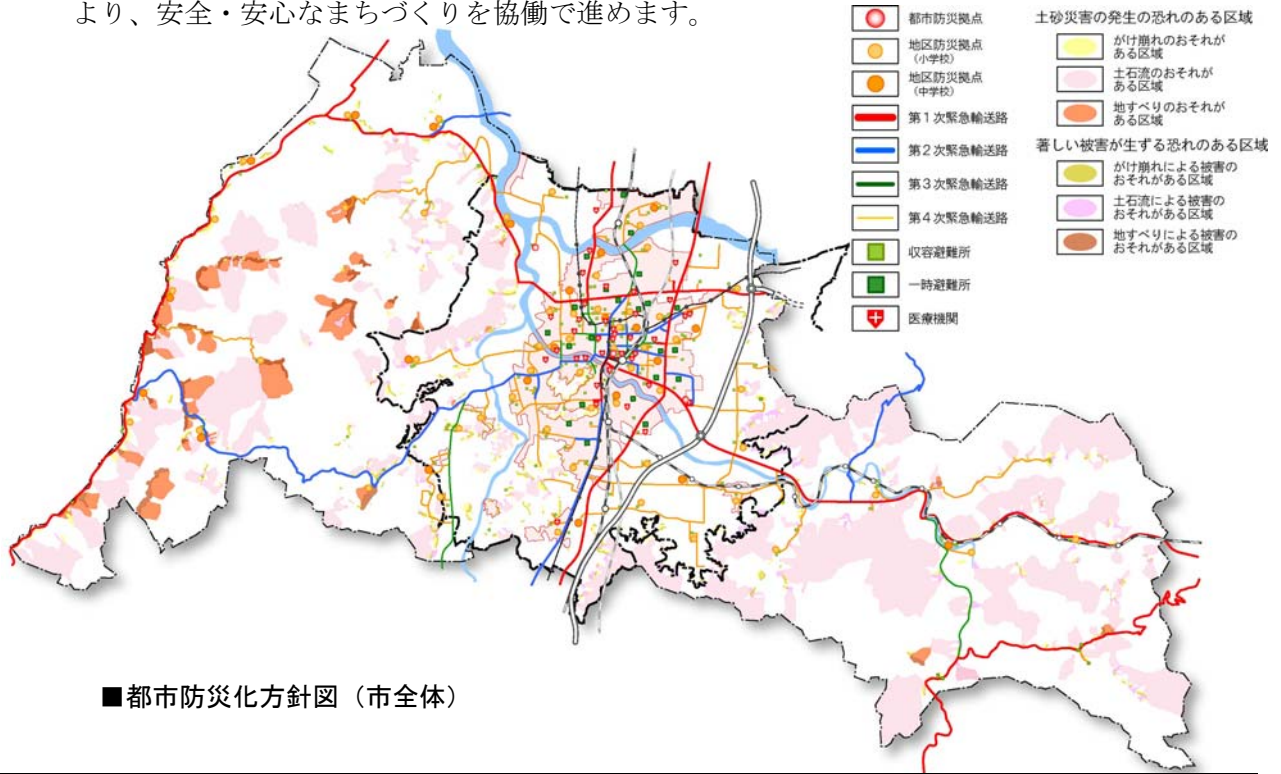 より、安全・安心なまちづくりを協働で進めます。
都市防災拠点
地区防災拠点
（小学校）
地区防災拠点
（中学校）
第１次緊急輸送路
第２次緊急輸送路
第３次緊急輸送路
第４次緊急輸送路
収容避難所
一時避難所
医療機関
土砂災害の発生の恐れのある区域
がけ崩れのおそれが
ある区域
土石流のおそれが
ある区域
地すべりのおそれが
ある区域
著しい被害が生ずる恐れのある区域
がけ崩れによる被害の
おそれがある区域
土石流による被害の
おそれがある区域
地すべりによる被害の
おそれがある区域
■都市防災化方針図（市全体）